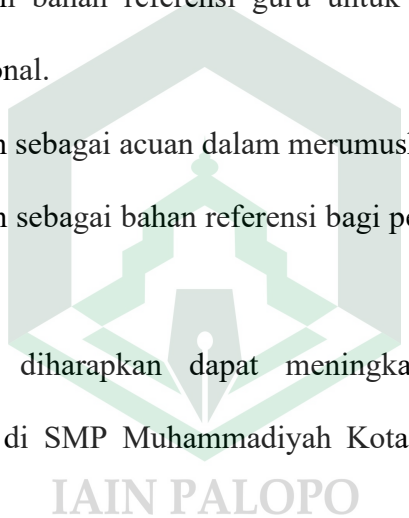 bahan referensi guru untuk
onal.
sebagai acuan dalam merumus
sebagai bahan referensi bagi
diharapkan dapat meningka
di SMP Muhammadiyah Kota
IAIN PALOPO